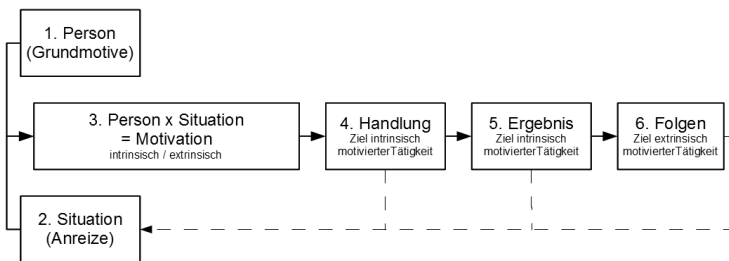 1. Person
(Grundmotive)
3. Person x Situation
= Motivation
intrinsisch / extrinsisch
4. Handlung
Ziel intrinsisch
motivierterTätigkeit
5. Ergebnis
Ziel intrinsisch
motivierterTätigkeit
6. Folgen
Ziel extrinsisch
motivierterTätigkeit
2. Situation
(Anreize)